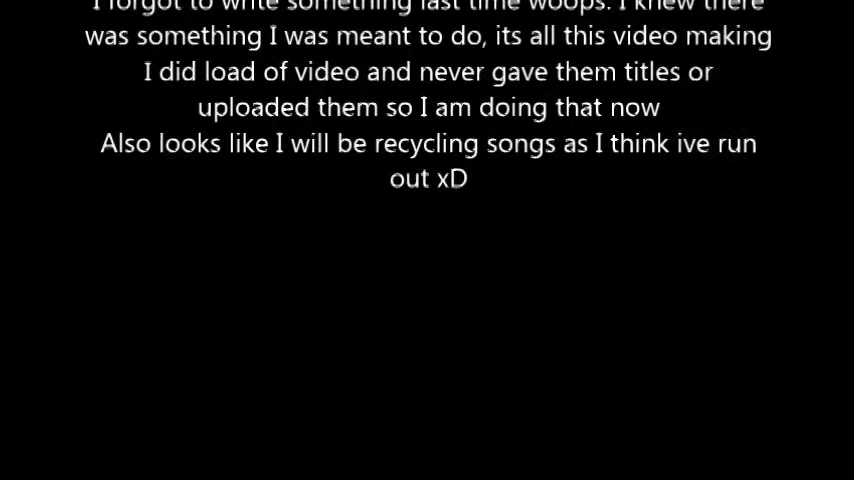 I forgot to write something last time woops. I knew there
was something I was meant to do, its all this video making
I did load of video and never gave them titles or
uploaded them so I am doing that now
Also looks like I will be recycling songs as I think ive run
out xD